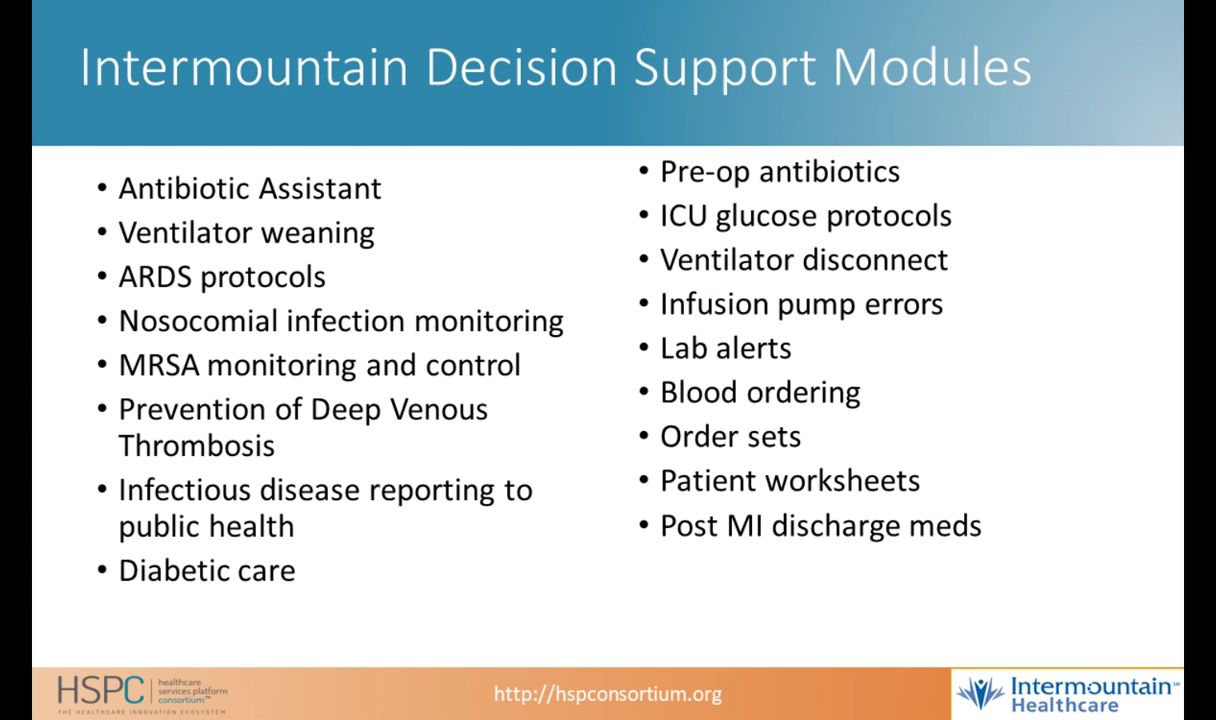 Intermountain Decision Support Modules
• Antibiotic Assistant
• Ventilator weaning
• ARDS protocols
• Nosocomial infection monitoring
• MRSA monitoring and control
• Prevention of Deep Venous
Thrombosis
• Infectious disease reporting to
public health
• Diabetic care
• Pre-op antibiotics
• ICU glucose protocols
• Ventilator disconnect
• Infusion pump errors
• Lab alerts
• Blood ordering
• Order sets
• Patient worksheets
• Post MI discharge meds
HSPC
healthcare
services platform
consortium™
THE HEALTHCARE INNOVATION ECOSYSTEM
http://hspconsortium.org
Intermountain℠
Healthcare